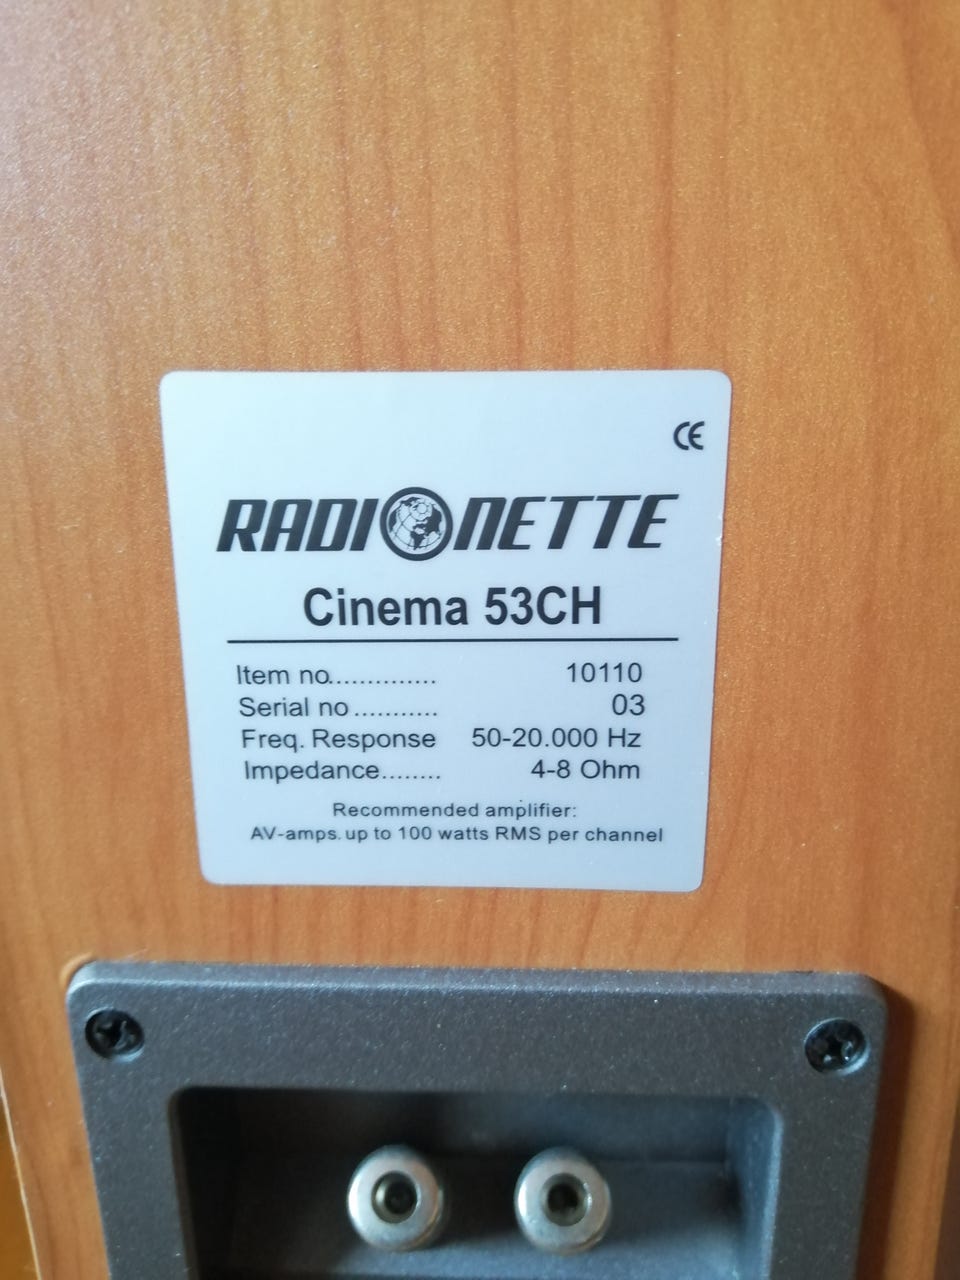 CE
RADIONETTE
Cinema 53CH
Item no.............. 10110
Serial no ........... 03
Freq. Response 50-20.000 Hz
Impedance........ 4-8 Ohm
Recommended amplifier:
AV-amps. up to 100 watts RMS per channel